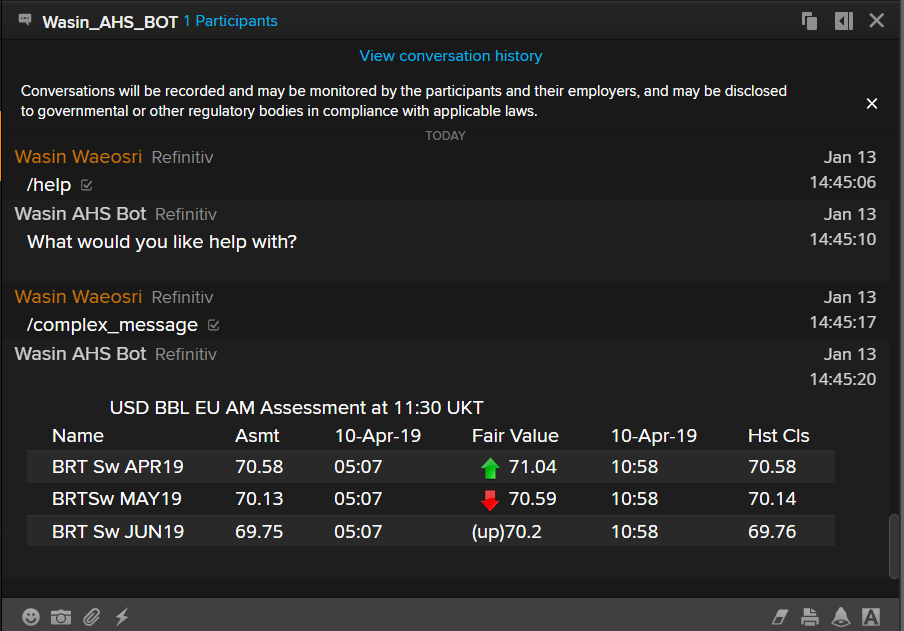 Wasin_AHS_BOT 1 Participants
View conversation history
Conversations will be recorded and may be monitored by the participants and their employers, and may be disclosed
to governmental or other regulatory bodies in compliance with applicable laws.
TODAY
Wasin Waeosri Refinitiv Jan 13
/help 14:45:06
Wasin AHS Bot Refinitiv Jan 13
What would you like help with? 14:45:10
Wasin Waeosri Refinitiv Jan 13
/complex_message 14:45:17
Wasin AHS Bot Refinitiv Jan 13
14:45:20
USD BBL EU AM Assessment at 11:30 UKT
Name Asmt 10-Apr-19 Fair Value 10-Apr-19 Hst Cls
BRT Sw APR19 70.58 05:07 71.04 10:58 70.58
BRTSw MAY19 70.13 05:07 70.59 10:58 70.14
BRT Sw JUN19 69.75 05:07 (up)70.2 10:58 69.76
A